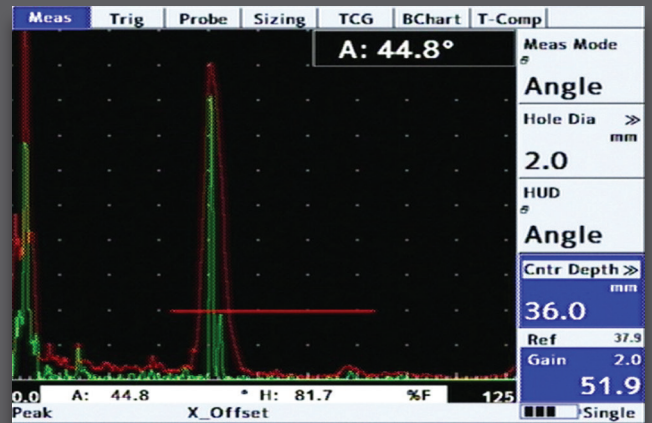 Meas Trig Probe Sizing TCG BChart T-Comp
A: 44.8°
Meas Mode
Angle
Hole Dia >>
mm
2.0
HUD
Angle
Cntr Depth >>
mm
36.0
Ref 37.9
Gain 2.0
51.9
0.0 A: 44.8 ° H: 81.7 %F 125
Peak X_Offset Single